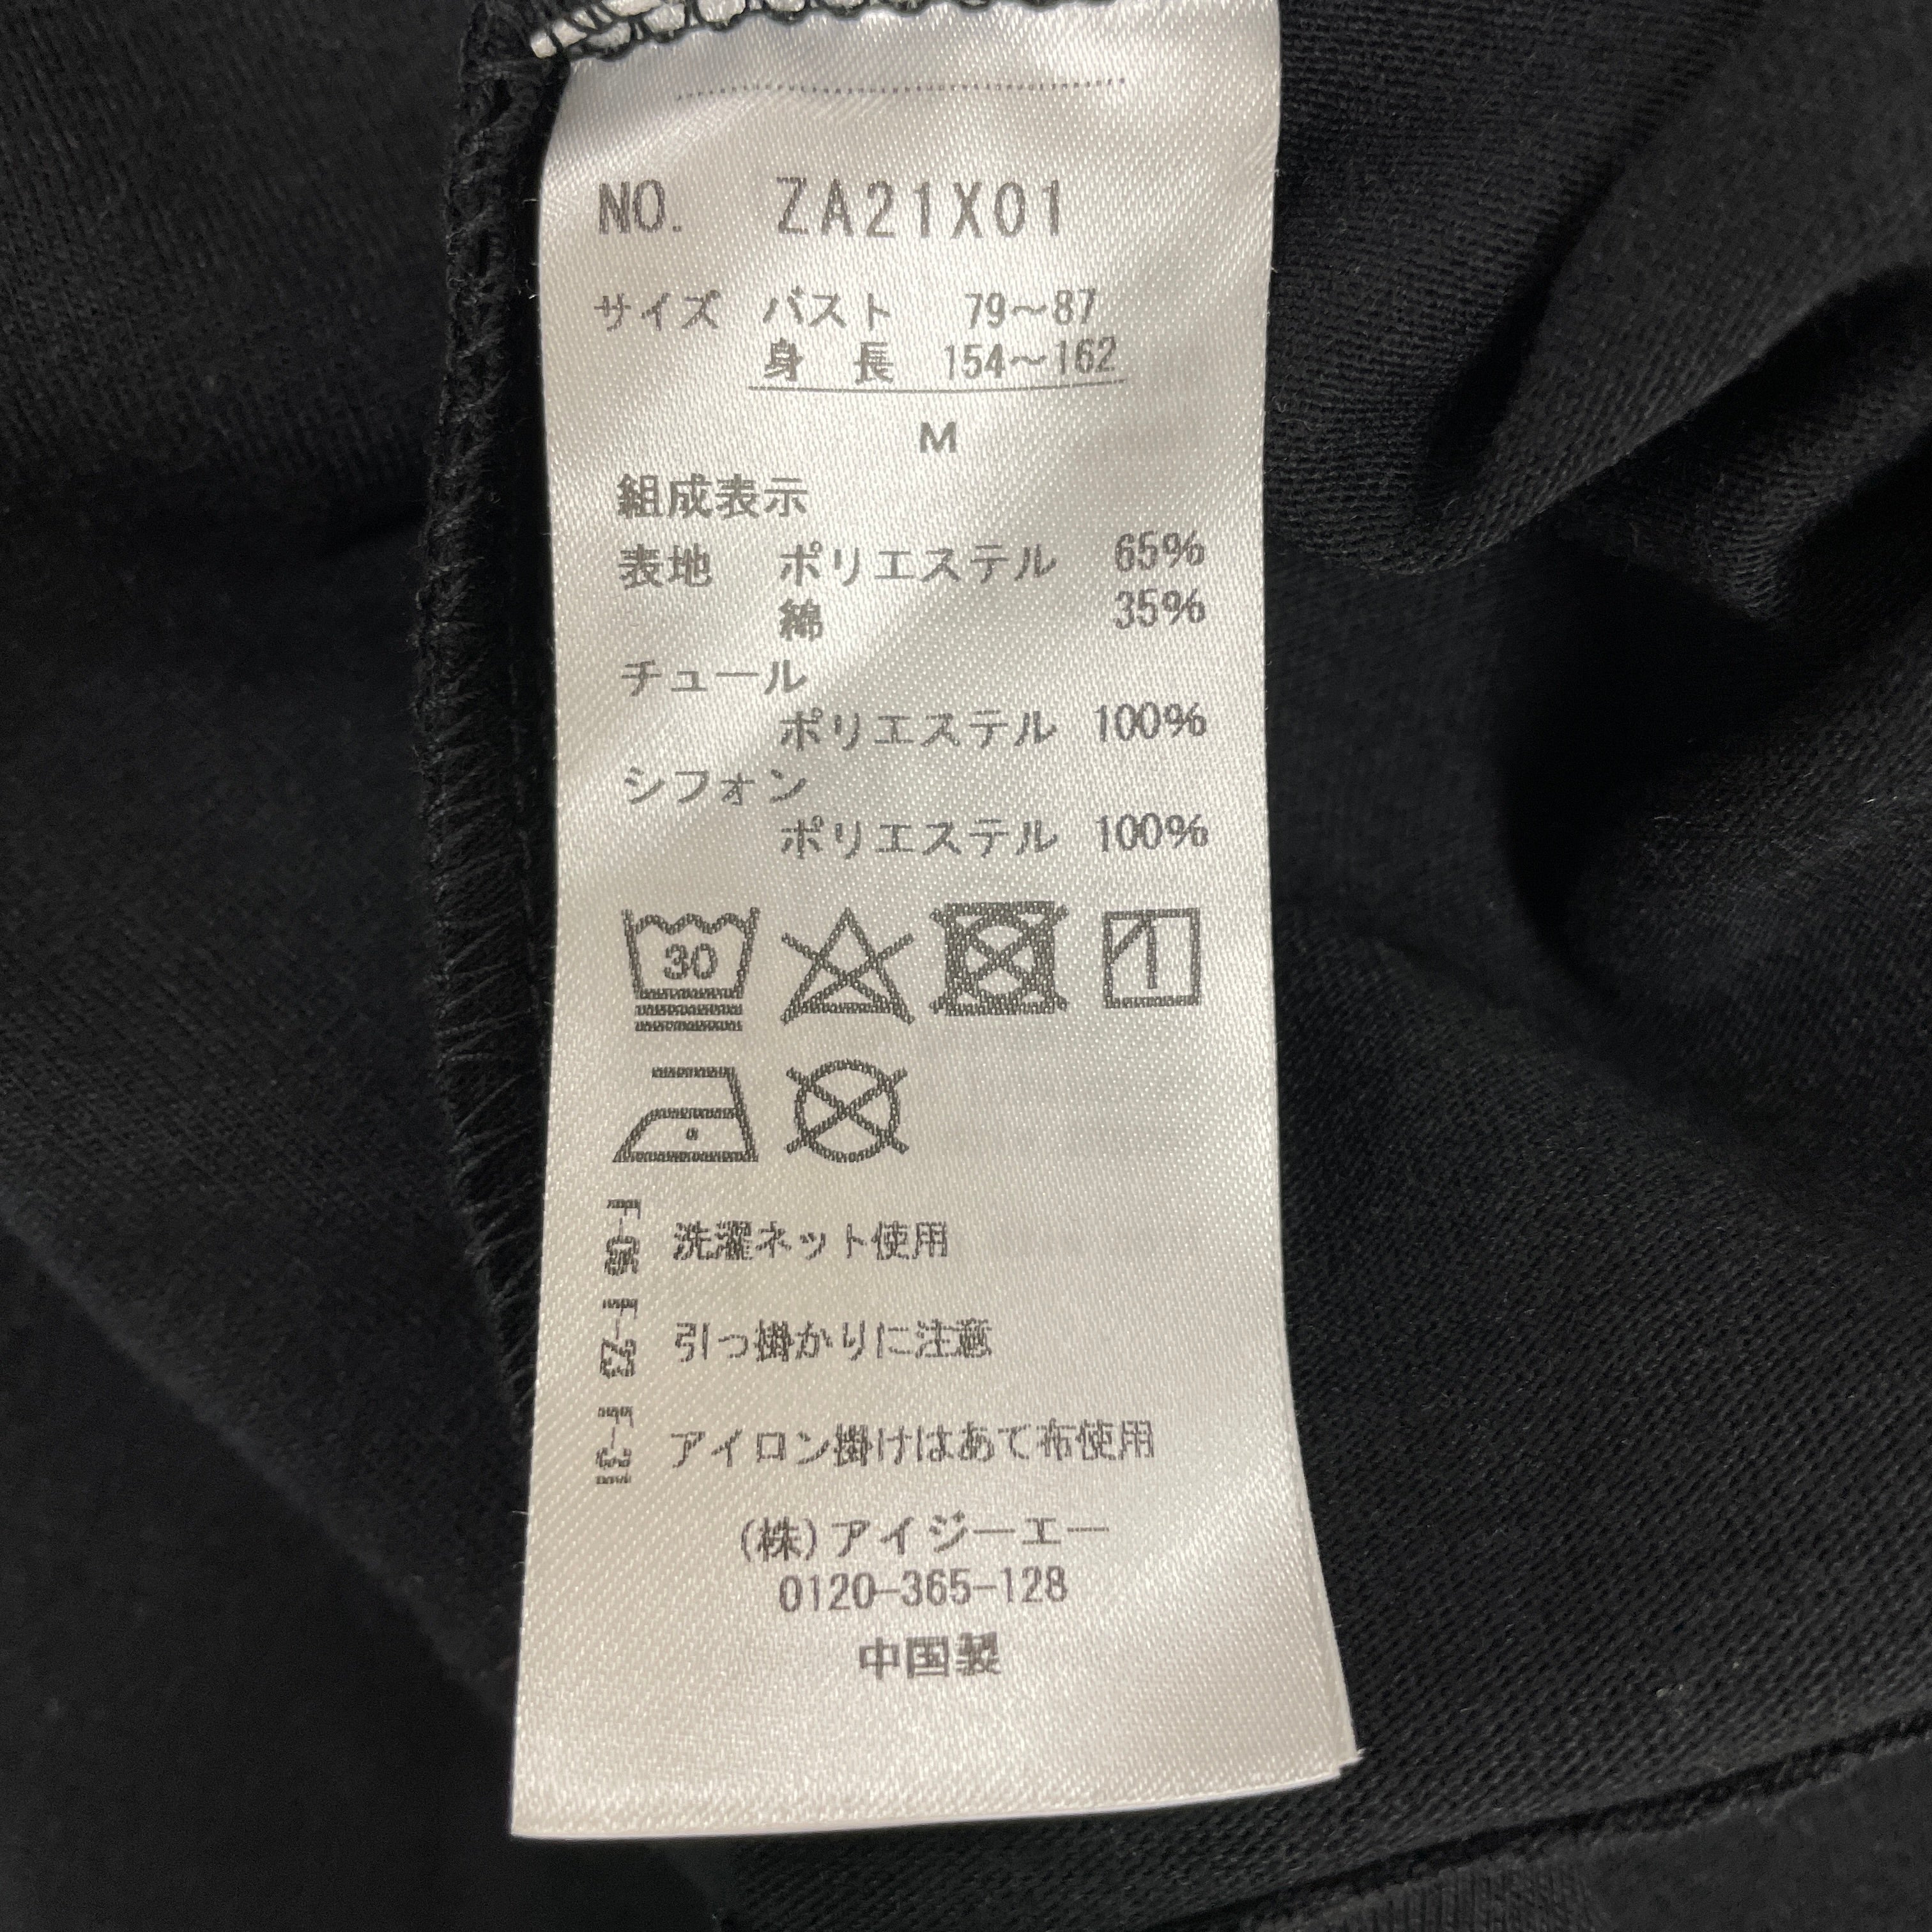 NO. ZA21X01
サイズ バスト 79〜87
身 長 154〜162
M
組成表示
表地 ポリエステル 65%
綿 35%
チュール
ポリエステル 100%
シフォン
ポリエステル 100%
30
F-06 洗濯ネット使用
F-23 引っ掛かりに注意
F-31 アイロン掛けはあて布使用
(株)アイジーエー
0120-365-128
中国製